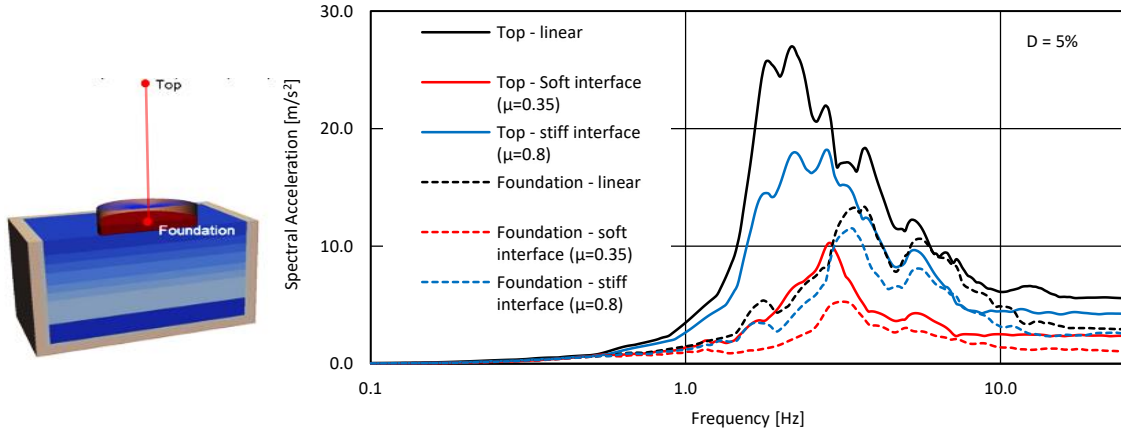 Top
Foundation
Spectral Acceleration [m/s²]
30.0
20.0
10.0
0.0
0.1
1.0
10.0
Frequency [Hz]
D = 5%
Top - linear
Top - Soft interface
(μ=0.35)
Top - stiff interface
(μ=0.8)
Foundation - linear
Foundation - soft
interface (μ=0.35)
Foundation - stiff
interface (μ=0.8)